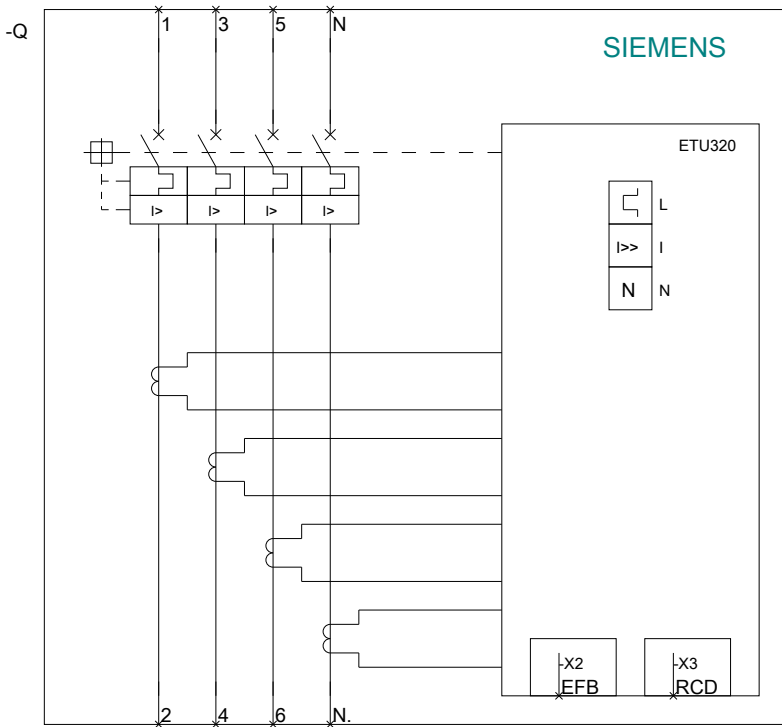 -Q
1 3 5 N
SIEMENS
ETU320
L
I> I> I> I>
I>> I
N N
-X2 -X3
EFB RCD
2 4 6 N.